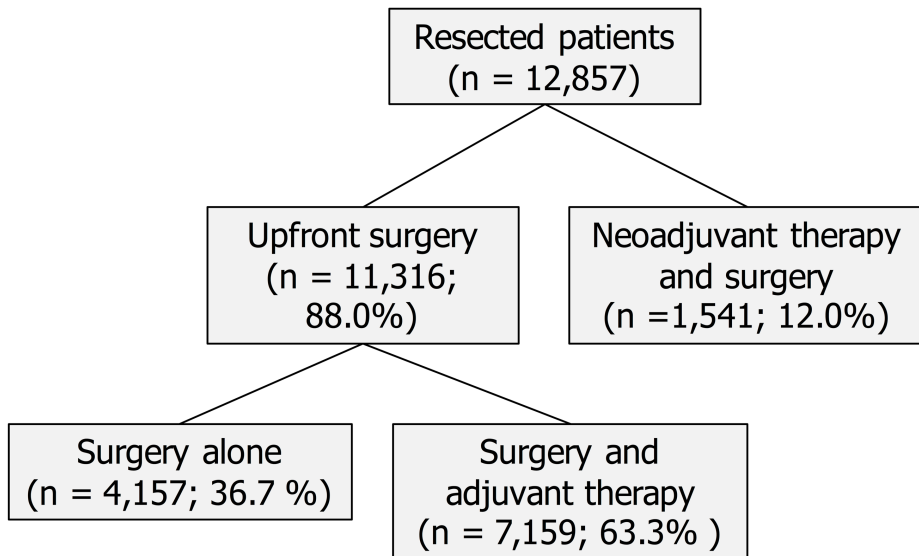 Resected patients
(n = 12,857)
Upfront surgery
(n = 11,316;
88.0%)
Neoadjuvant therapy
and surgery
(n =1,541; 12.0%)
Surgery alone
(n = 4,157; 36.7 %)
Surgery and
adjuvant therapy
(n = 7,159; 63.3% )